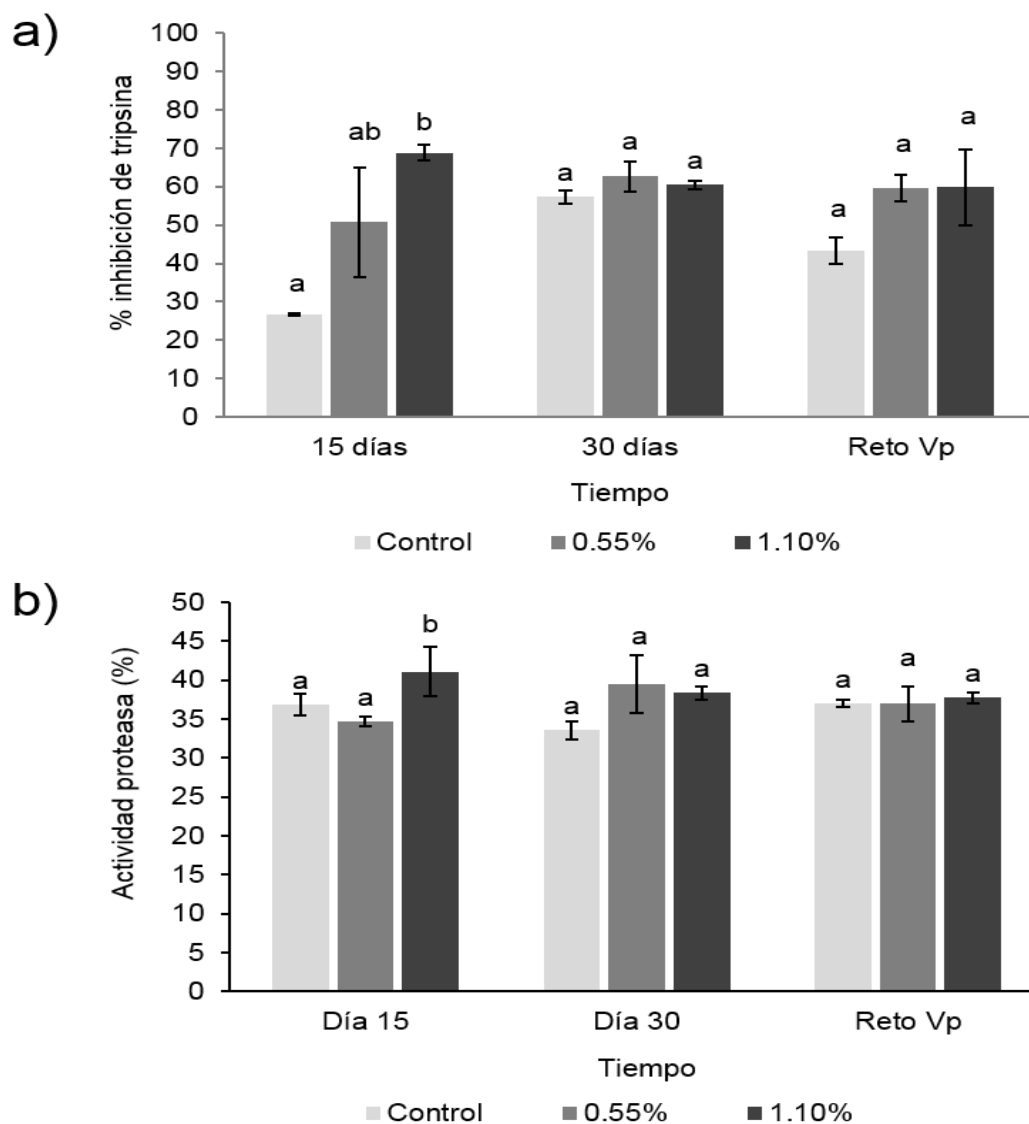 a)
% inhibición de tripsina
100
90
80
70
60
50
40
30
20
10
0
a
ab
b
a
a
a
a
a
a
15 días
30 días
Reto Vp
Tiempo
Control
0.55%
1.10%
b)
Actividad proteasa (%)
50
45
40
35
30
25
20
15
10
5
0
a
a
b
a
a
a
a
a
a
Día 15
Día 30
Reto Vp
Tiempo
Control
0.55%
1.10%